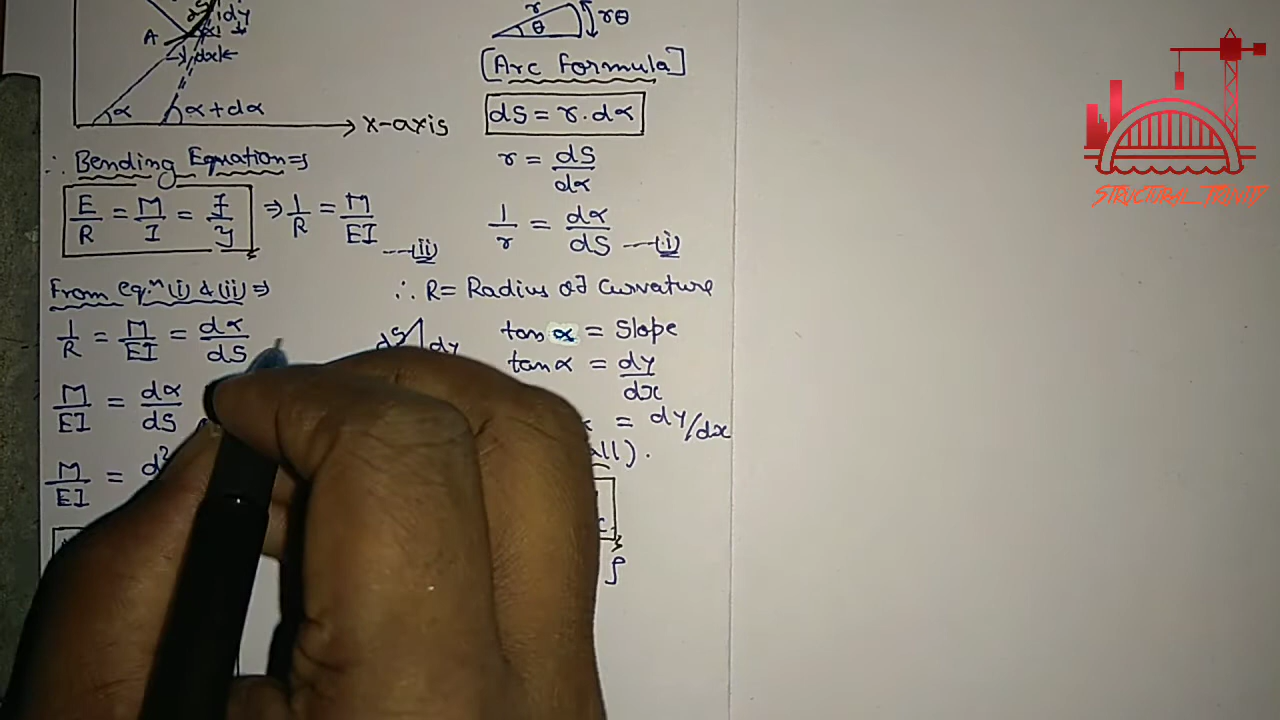 dy
A
dx
α
α+dα
x-axis
∴ Bending Equation⇒
E/R = M/I = f/y ⇒ 1/R = M/EI ---(ii)
From eqⁿ (i) & (ii) ⇒
1/R = M/EI = dα/dS
M/EI = dα/dS
M/EI = d²
r
θ
rθ
[Arc Formula]
dS = r.dα
r = dS/dα
1/r = dα/dS ---(i)
∴ R= Radius of Curvature
dS
dy
tan α = Slope
tan α = dy/dx
= dy/dx
all).
STRUCTURAL_TRINITY